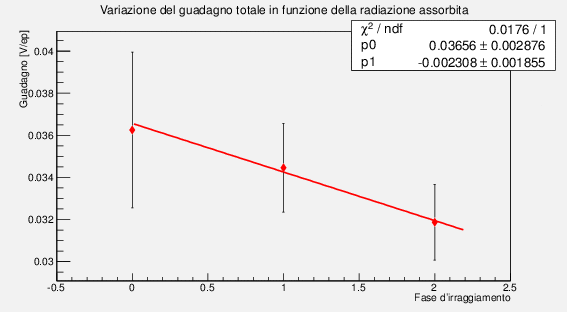 Variazione del guadagno totale in funzione della radiazione assorbita
χ² / ndf 0.0176 / 1
p0 0.03656 ± 0.002876
p1 -0.002308 ± 0.001855
Guadagno [V/ep]
0.04
0.038
0.036
0.034
0.032
0.03
-0.5 0 0.5 1 1.5 2 2.5
Fase d'irraggiamento